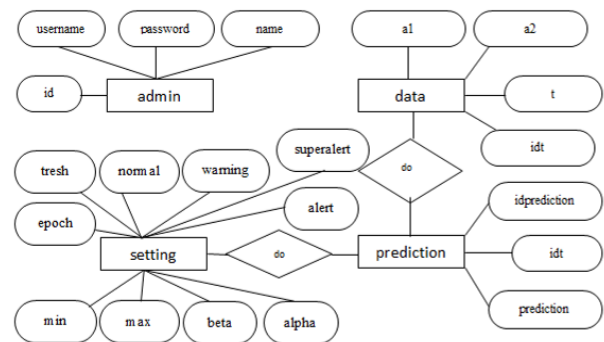 username
password
name
a1
a2
id
admin
data
t
idt
superalert
do
tresh
normal
warning
alert
idprediction
epoch
setting
do
prediction
idt
prediction
min
max
beta
alpha